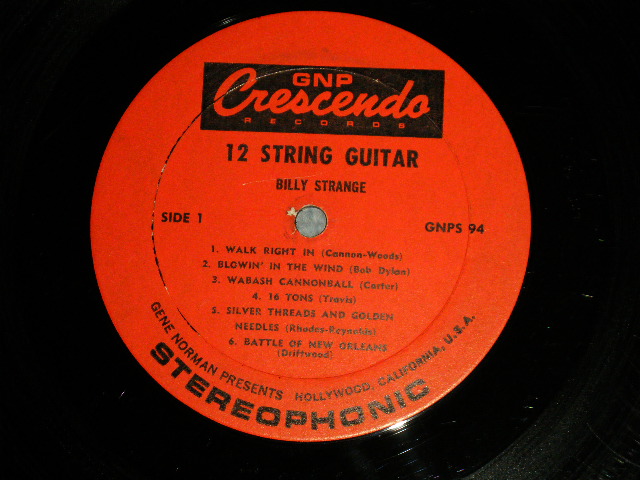 GNP
Crescendo
RECORDS
12 STRING GUITAR
BILLY STRANGE
SIDE 1
GNPS 94
1. WALK RIGHT IN (Cannon-Woods)
2. BLOWIN' IN THE WIND (Bob Dylan)
3. WABASH CANNONBALL (Carter)
4. 16 TONS (Travis)
5. SILVER THREADS AND GOLDEN
NEEDLES (Rhodes-Reynolds)
6. BATTLE OF NEW ORLEANS
(Driftwood)
GENE NORMAN PRESENTS HOLLYWOOD, CALIFORNIA, U.S.A.
STEREOPHONIC